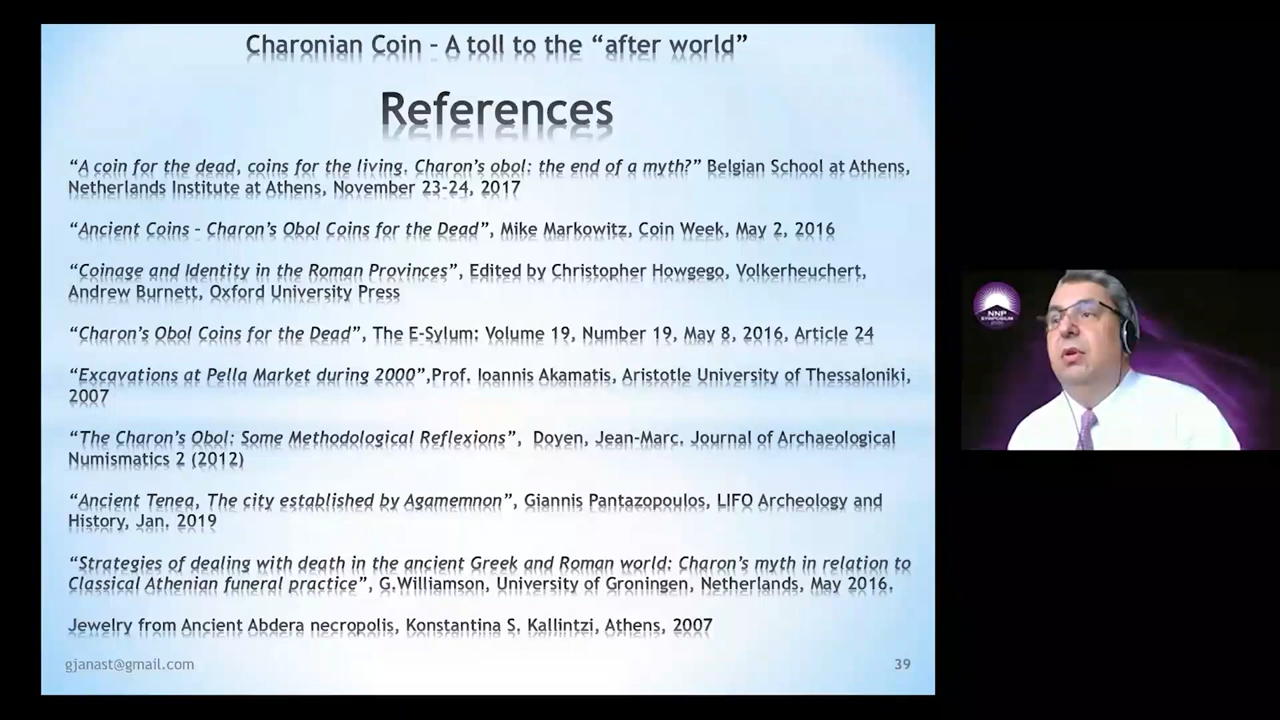 Charonian Coin – A toll to the “after world”
References
“A coin for the dead, coins for the living. Charon’s obol: the end of a myth?” Belgian School at Athens,
Netherlands Institute at Athens, November 23-24, 2017
“Ancient Coins – Charon’s Obol Coins for the Dead”, Mike Markowitz, Coin Week, May 2, 2016
“Coinage and Identity in the Roman Provinces”, Edited by Christopher Howgego, Volkerheuchert,
Andrew Burnett, Oxford University Press
“Charon’s Obol Coins for the Dead”, The E-Sylum: Volume 19, Number 19, May 8, 2016, Article 24
“Excavations at Pella Market during 2000”,Prof. Ioannis Akamatis, Aristotle University of Thessaloniki,
2007
“The Charon’s Obol: Some Methodological Reflexions”, Doyen, Jean-Marc. Journal of Archaeological
Numismatics 2 (2012)
“Ancient Tenea, The city established by Agamemnon”, Giannis Pantazopoulos, LIFO Archeology and
History, Jan. 2019
“Strategies of dealing with death in the ancient Greek and Roman world: Charon’s myth in relation to
Classical Athenian funeral practice”, G.Williamson, University of Groningen, Netherlands, May 2016.
Jewelry from Ancient Abdera necropolis, Konstantina S. Kallintzi, Athens, 2007
gjanast@gmail.com
39
NNP
SYMPOSIUM